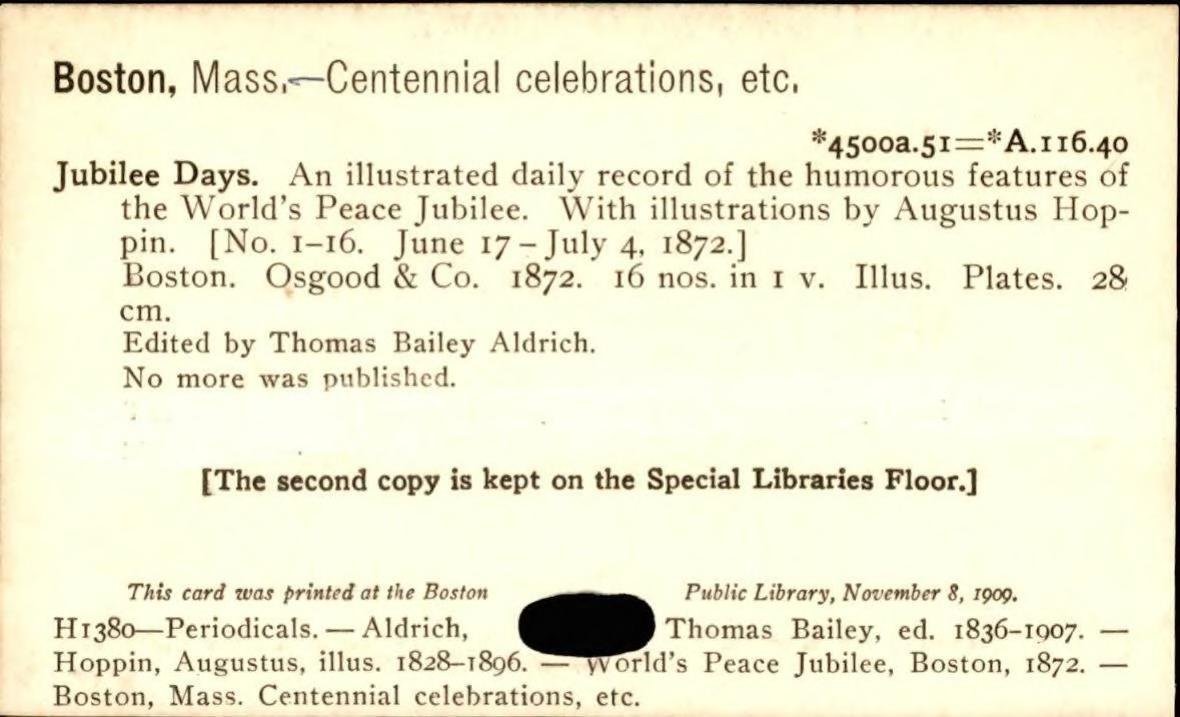 Boston, Mass.—Centennial celebrations, etc.
*4500a.51=*A.116.40
Jubilee Days. An illustrated daily record of the humorous features of
the World's Peace Jubilee. With illustrations by Augustus Hop-
pin. [No. 1-16. June 17 – July 4, 1872.]
Boston. Osgood & Co. 1872. 16 nos. in 1 v. Illus. Plates. 28
cm.
Edited by Thomas Bailey Aldrich.
No more was published.
[The second copy is kept on the Special Libraries Floor.]
This card was printed at the Boston Public Library, November 8, 1909.
H1380—Periodicals. — Aldrich, Thomas Bailey, ed. 1836-1907. —
Hoppin, Augustus, illus. 1828-1896. — World's Peace Jubilee, Boston, 1872. —
Boston, Mass. Centennial celebrations, etc.